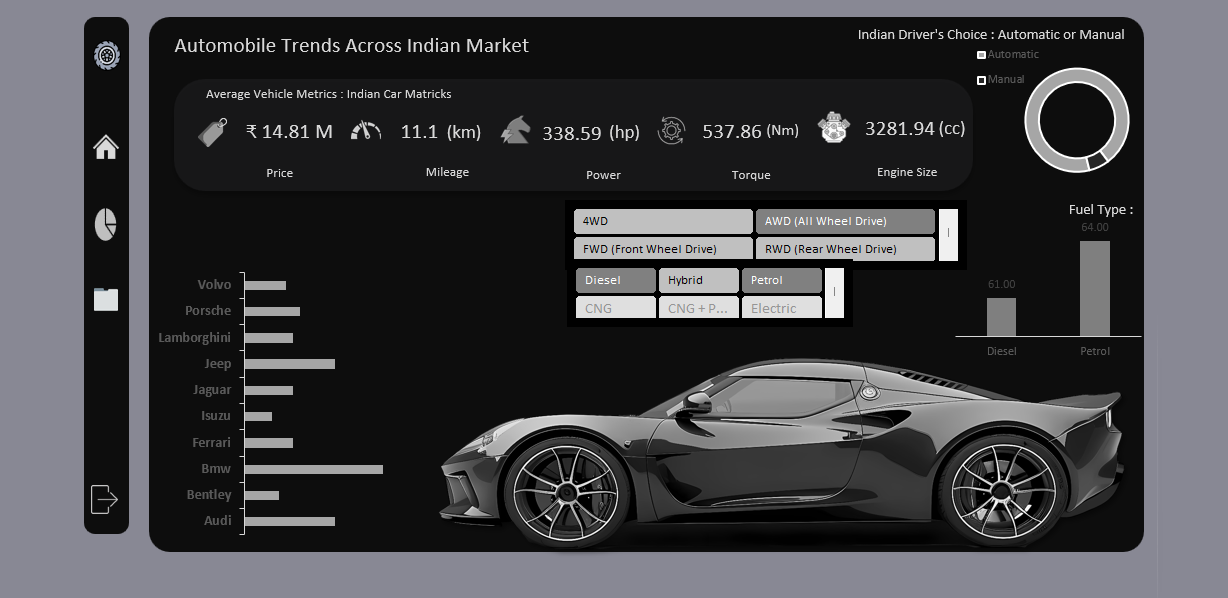 Automobile Trends Across Indian Market
Indian Driver's Choice : Automatic or Manual
Automatic
Manual
Average Vehicle Metrics : Indian Car Matricks
₹ 14.81 M
11.1 (km)
338.59 (hp)
537.86 (Nm)
3281.94 (cc)
Price
Mileage
Power
Torque
Engine Size
4WD
AWD (All Wheel Drive)
FWD (Front Wheel Drive)
RWD (Rear Wheel Drive)
Diesel
Hybrid
Petrol
CNG
CNG + P...
Electric
Fuel Type :
64.00
61.00
Diesel
Petrol
Volvo
Porsche
Lamborghini
Jeep
Jaguar
Isuzu
Ferrari
Bmw
Bentley
Audi